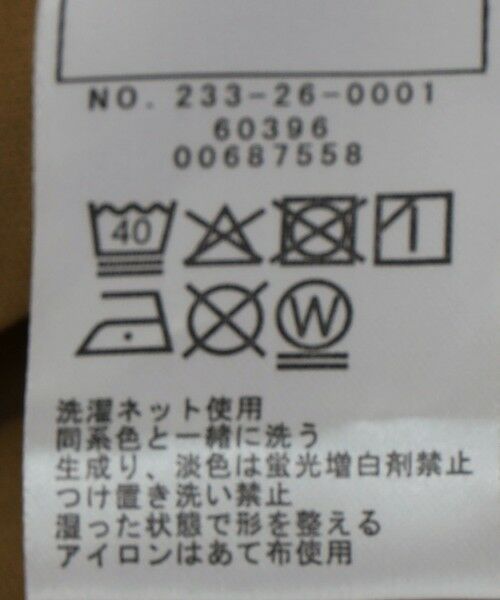 NO. 233-26-0001
60396
00687558
40
W
洗濯ネット使用
同素色と一緒に洗う
生成り、淡色は蛍光増白剤禁止
つけ置き洗い禁止
湿った状態で形を整える
アイロンはあて布使用